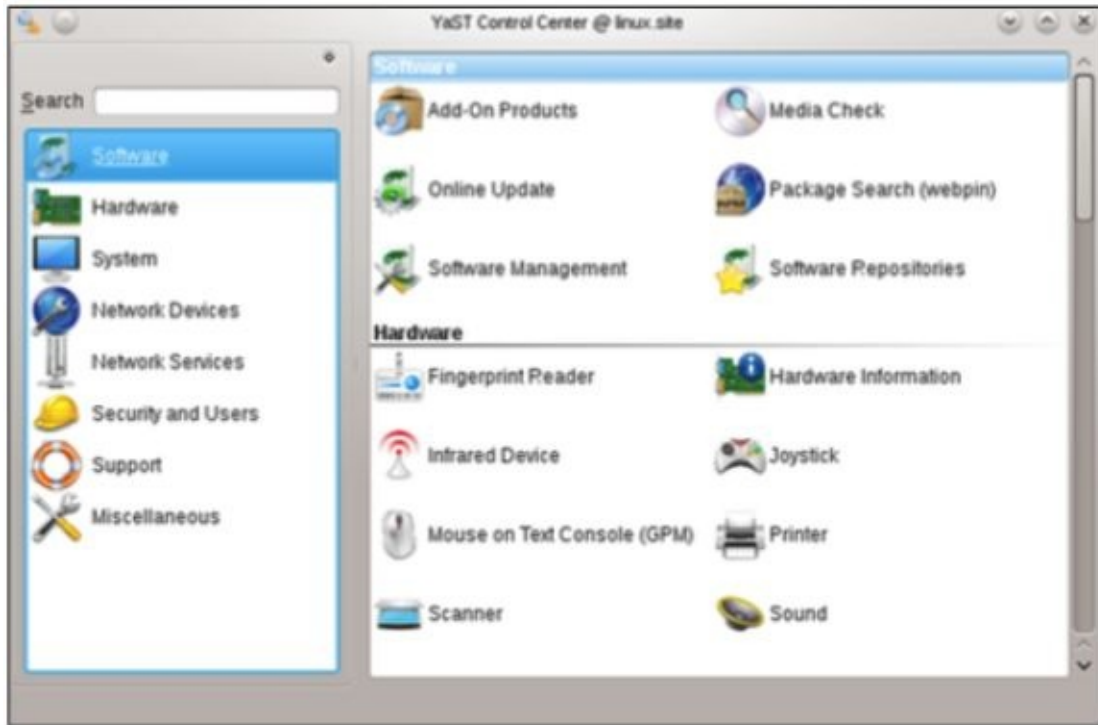 YaST Control Center @ linux.site
Search
Software
Hardware
System
Network Devices
Network Services
Security and Users
Support
Miscellaneous
Software
Add-On Products
Media Check
Online Update
Package Search (webpin)
Software Management
Software Repositories
Hardware
Fingerprint Reader
Hardware Information
Infrared Device
Joystick
Mouse on Text Console (GPM)
Printer
Scanner
Sound